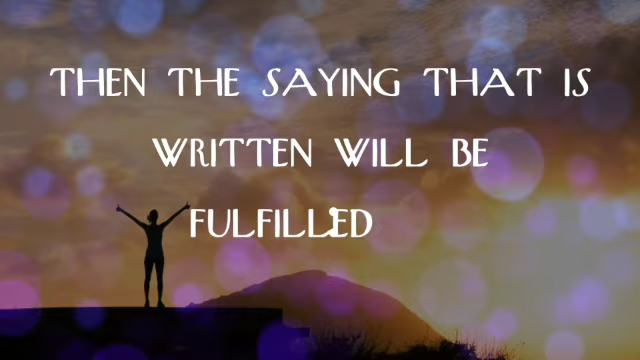 THEN THE SAYING THAT IS
WRITTEN WILL BE
FULFILLED